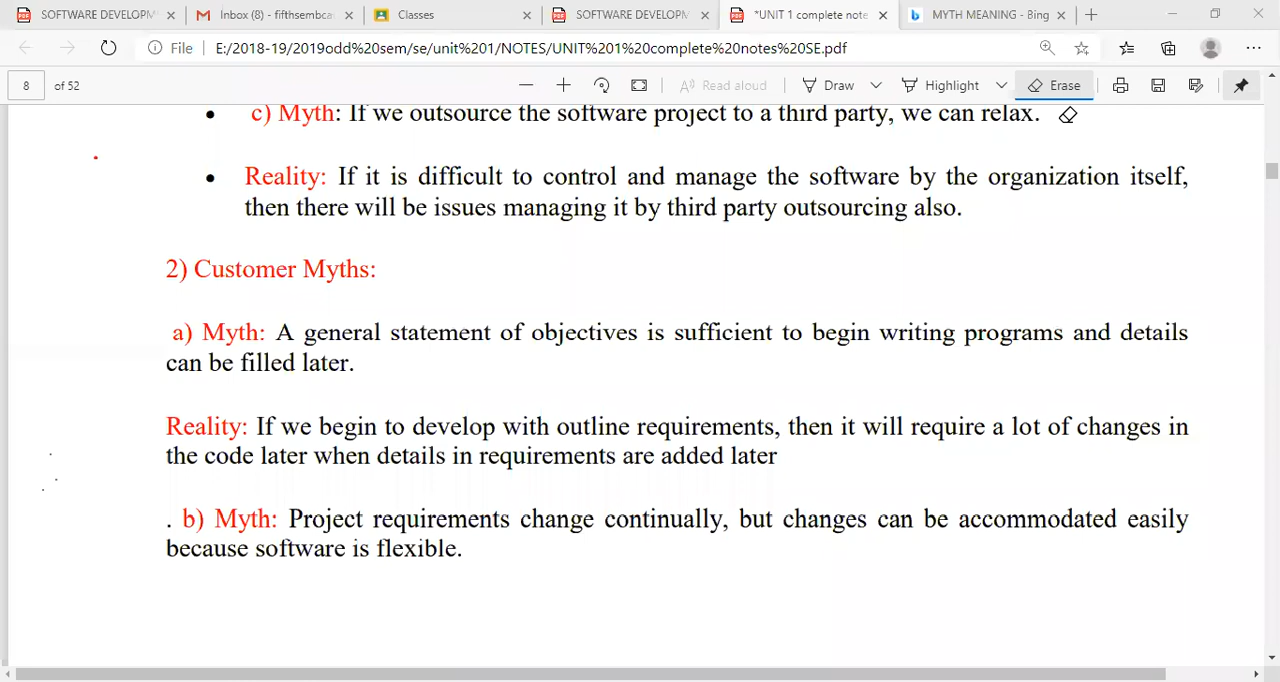 SOFTWARE DEVELOPM
Inbox (8) - fifthsembca
Classes
SOFTWARE DEVELOPM
*UNIT 1 complete note
MYTH MEANING - Bing
File
E:/2018-19/2019odd%20sem/se/unit%201/NOTES/UNIT%201%20complete%20notes%20SE.pdf
8 of 52
Read aloud
Draw
Highlight
Erase
• c) Myth: If we outsource the software project to a third party, we can relax.
• Reality: If it is difficult to control and manage the software by the organization itself,
then there will be issues managing it by third party outsourcing also.
2) Customer Myths:
a) Myth: A general statement of objectives is sufficient to begin writing programs and details
can be filled later.
Reality: If we begin to develop with outline requirements, then it will require a lot of changes in
the code later when details in requirements are added later
. b) Myth: Project requirements change continually, but changes can be accommodated easily
because software is flexible.